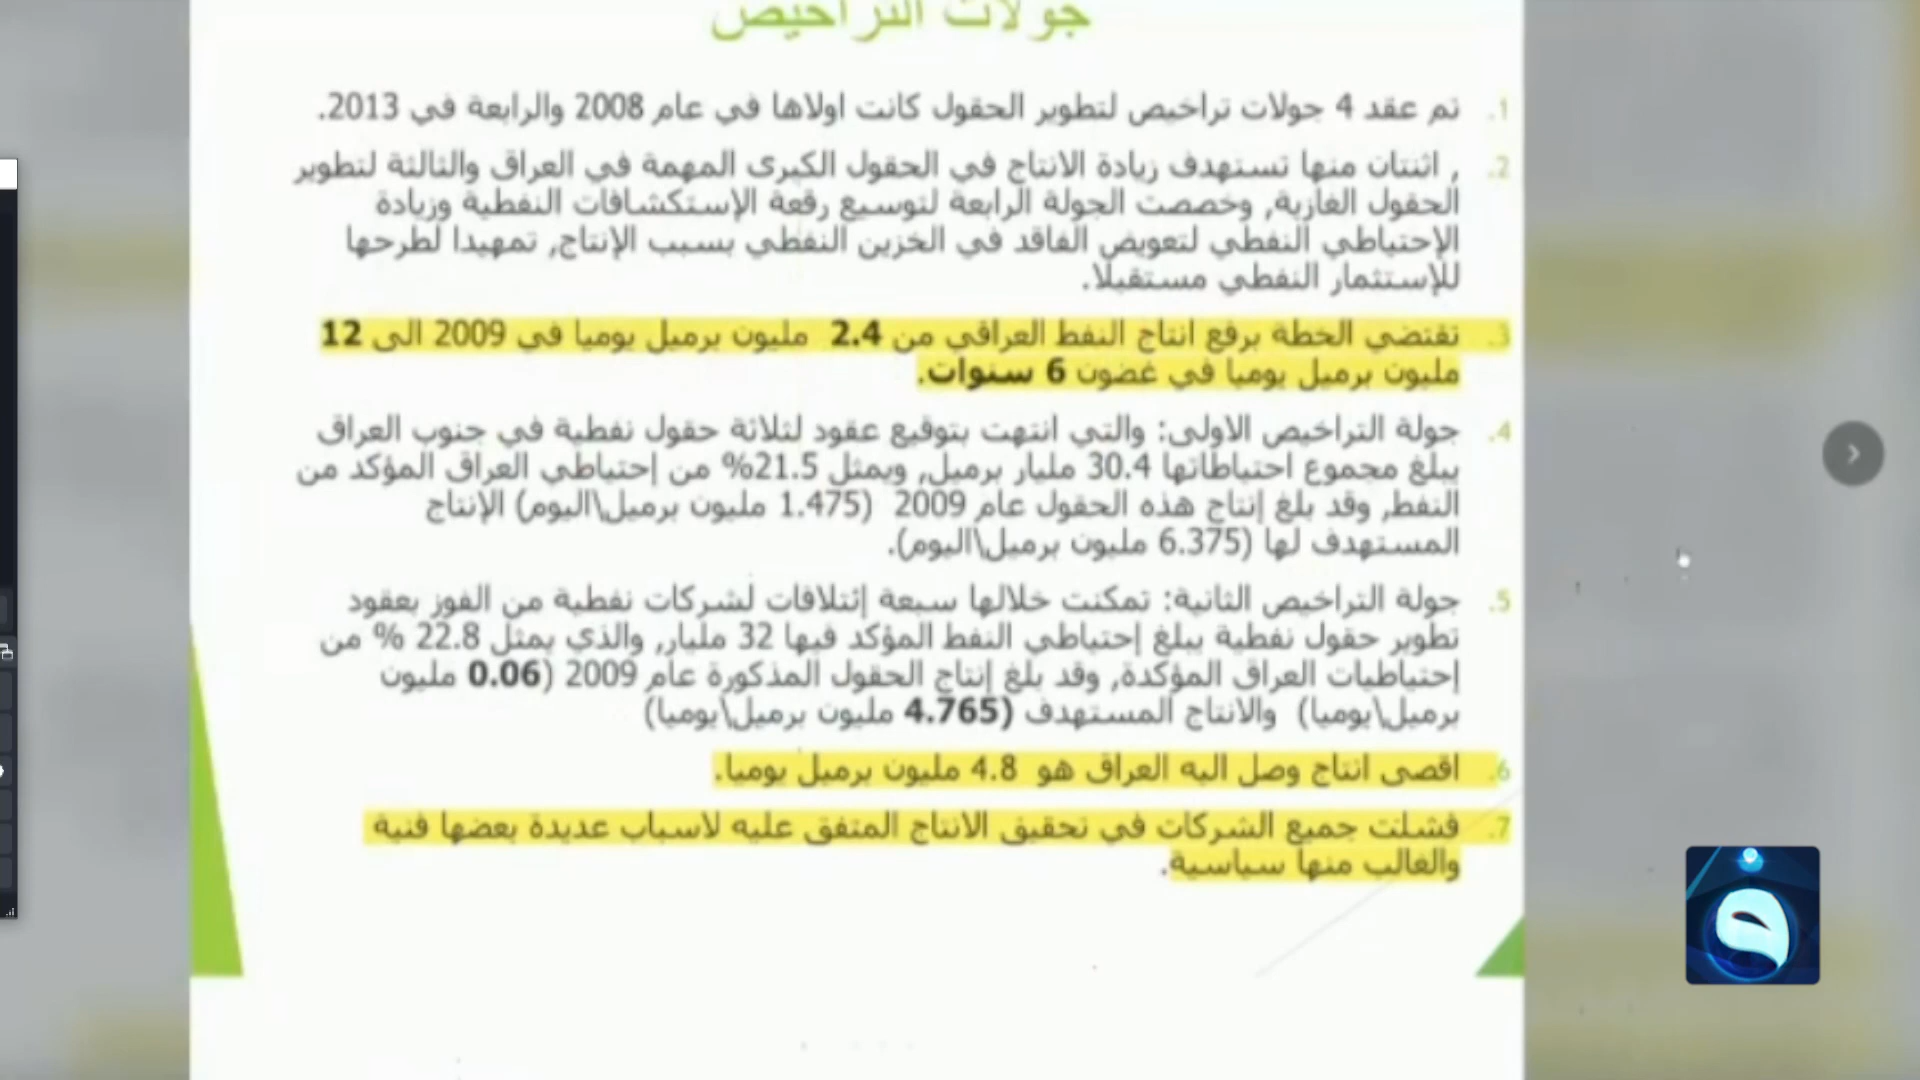 جولات التراخيص
1. تم عقد 4 جولات تراخيص لتطوير الحقول كانت اولاها في عام 2008 والرابعة في 2013.
2. , اثنتان منها تستهدف زيادة الانتاج في الحقول الكبرى المهمة في العراق والثالثة لتطوير
الحقول الغازية, وخصصت الجولة الرابعة لتوسيع رقعة الإستكشافات النفطية وزيادة
الإحتياطي النفطي لتعويض الفاقد في الخزين النفطي بسبب الإنتاج, تمهيدا لطرحها
للإستثمار النفطي مستقبلا.
3. تقتضي الخطة برفع انتاج النفط العراقي من 2.4 مليون برميل يوميا في 2009 الى 12
مليون برميل يوميا في غضون 6 سنوات.
4. جولة التراخيص الاولى: والتي انتهت بتوقيع عقود لثلاثة حقول نفطية في جنوب العراق
يبلغ مجموع احتياطاتها 30.4 مليار برميل, ويمثل 21.5% من إحتياطي العراق المؤكد من
النفط, وقد بلغ إنتاج هذه الحقول عام 2009 (1.475 مليون برميل\اليوم) الإنتاج
المستهدف لها (6.375 مليون برميل\اليوم).
5. جولة التراخيص الثانية: تمكنت خلالها سبعة إئتلافات لشركات نفطية من الفوز بعقود
تطوير حقول نفطية يبلغ إحتياطي النفط المؤكد فيها 32 مليار, والذي يمثل 22.8 % من
إحتياطيات العراق المؤكدة, وقد بلغ إنتاج الحقول المذكورة عام 2009 (0.06 مليون
برميل\يوميا) والانتاج المستهدف (4.765 مليون برميل\يوميا)
6. اقصى انتاج وصل اليه العراق هو 4.8 مليون برميل يوميا.
7. فشلت جميع الشركات في تحقيق الانتاج المتفق عليه لاسباب عديدة بعضها فنية
والغالب منها سياسية.